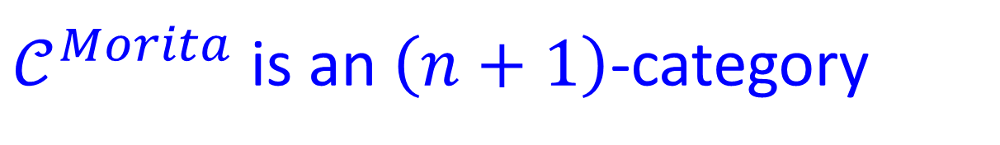 𝒞^{Morita} is an (n + 1)-category